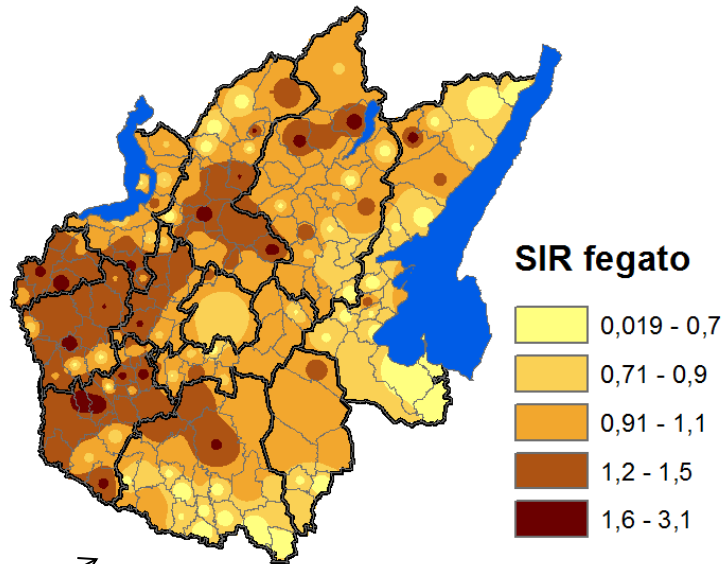 SIR fegato
0,019 - 0,7
0,71 - 0,9
0,91 - 1,1
1,2 - 1,5
1,6 - 3,1